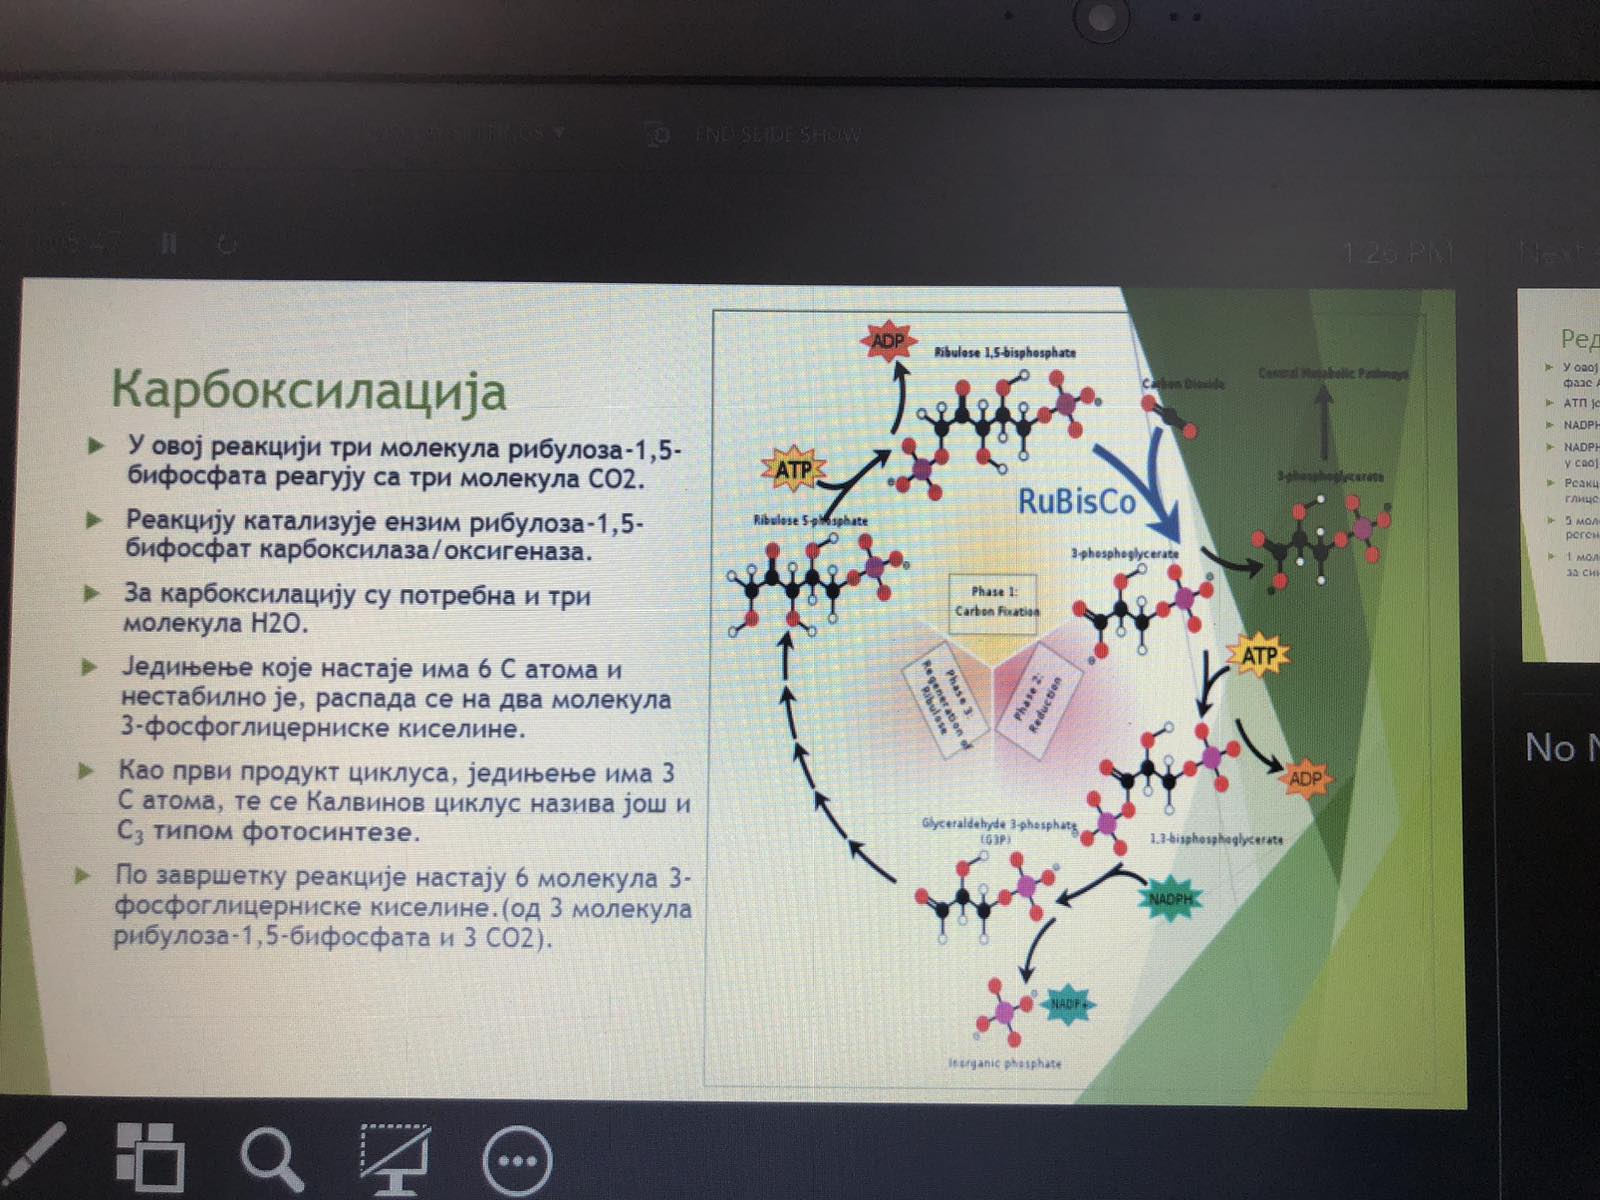 END SLIDE SHOW
1:26 PM
Next
Карбоксилација
У овој реакцији три молекула рибулоза-1,5-
бифосфата реагују са три молекула CO2.
Реакцију катализује ензим рибулоза-1,5-
бифосфат карбоксилаза/оксигеназа.
За карбоксилацију су потребна и три
молекула H2O.
Једињење које настаје има 6 С атома и
нестабилно је, распада се на два молекула
3-фосфоглицерниске киселине.
Као први продукт циклуса, једињење има 3
С атома, те се Калвинов циклус назива још и
C₃ типом фотосинтезе.
По завршетку реакције настају 6 молекула 3-
фосфоглицерниске киселине.(од 3 молекула
рибулоза-1,5-бифосфата и 3 CO2).
ADP
Ribulose 1,5-bisphosphate
Carbon Dioxide
Central Metabolic Pathways
ATP
RuBisCo
3-phosphoglycerate
Ribulose 5-phosphate
3-phosphoglycerate
Phase 1:
Carbon Fixation
ATP
Phase 3:
Regeneration of
Ribulose
Phase 2:
Reduction
ADP
Glyceraldehyde 3-phosphate
(G3P)
1,3-bisphosphoglycerate
NADPH
NADP+
Inorganic phosphate
Ред
У овој
фазе
АТП
NADPH
NADPH
у свој
Реакц
глице
5 мол
реген
1 мол
за
No N